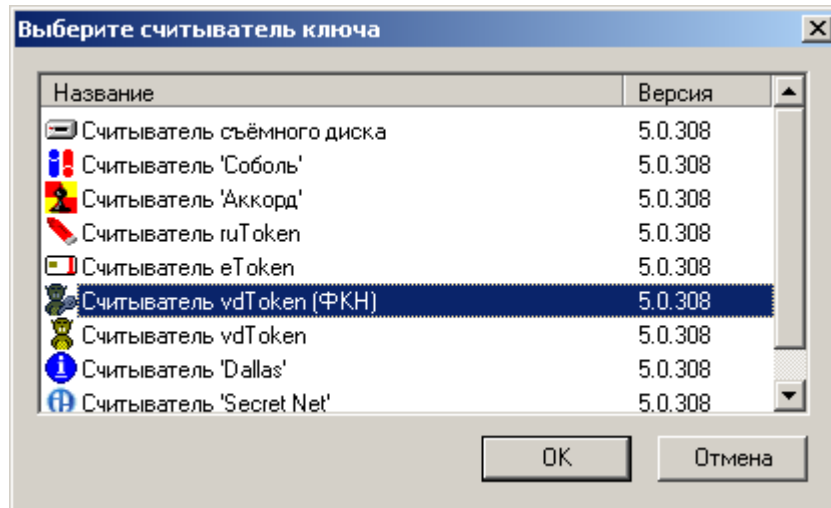 Выберите считыватель ключа
Название Версия
Считыватель съёмного диска 5.0.308
Считыватель 'Соболь' 5.0.308
Считыватель 'Аккорд' 5.0.308
Считыватель ruToken 5.0.308
Считыватель eToken 5.0.308
Считыватель vdToken (ФКН) 5.0.308
Считыватель vdToken 5.0.308
Считыватель 'Dallas' 5.0.308
Считыватель 'Secret Net' 5.0.308
OK Отмена